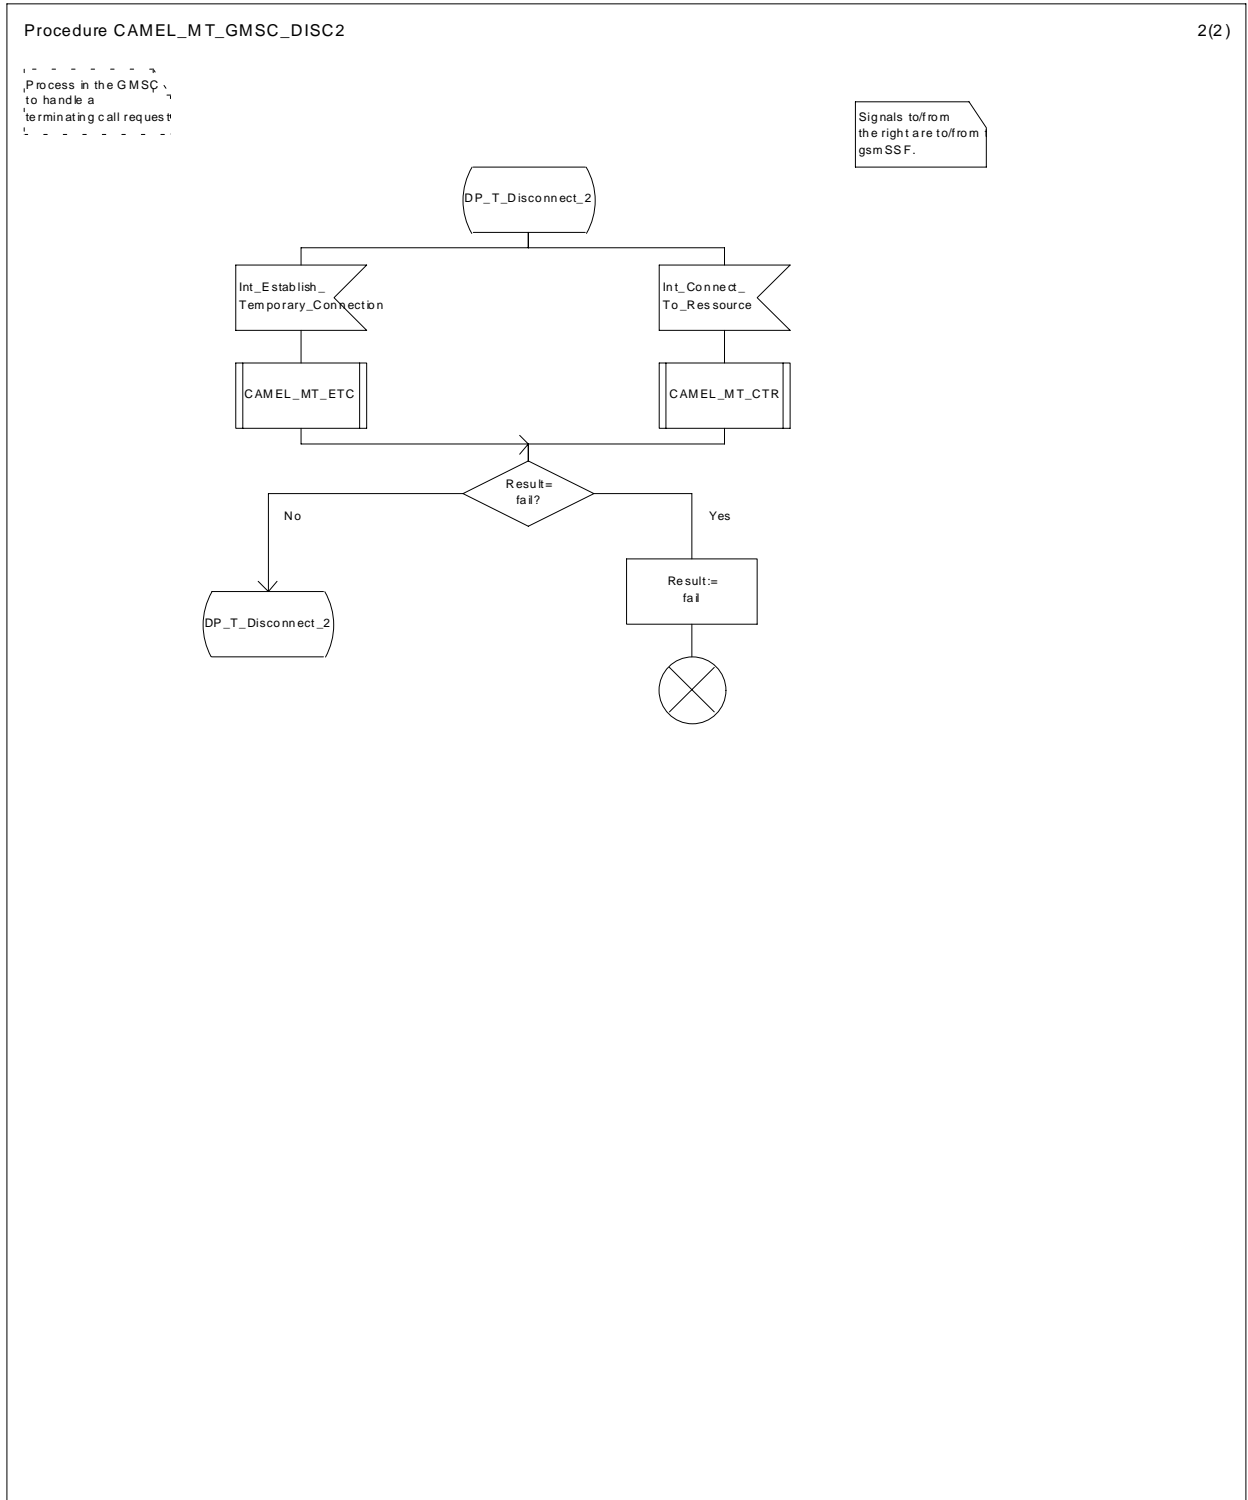 Procedure CAMEL_MT_GMSC_DISC2
2(2)
Process in the GMSC
to handle a
terminating call request
Signals to/from
the right are to/from
gsmSSF.
DP_T_Disconnect_2
Int_Establish_
Temporary_Connection
Int_Connect_
To_Ressource
CAMEL_MT_ETC
CAMEL_MT_CTR
Result=
fail?
No
Yes
Result:=
fail
DP_T_Disconnect_2